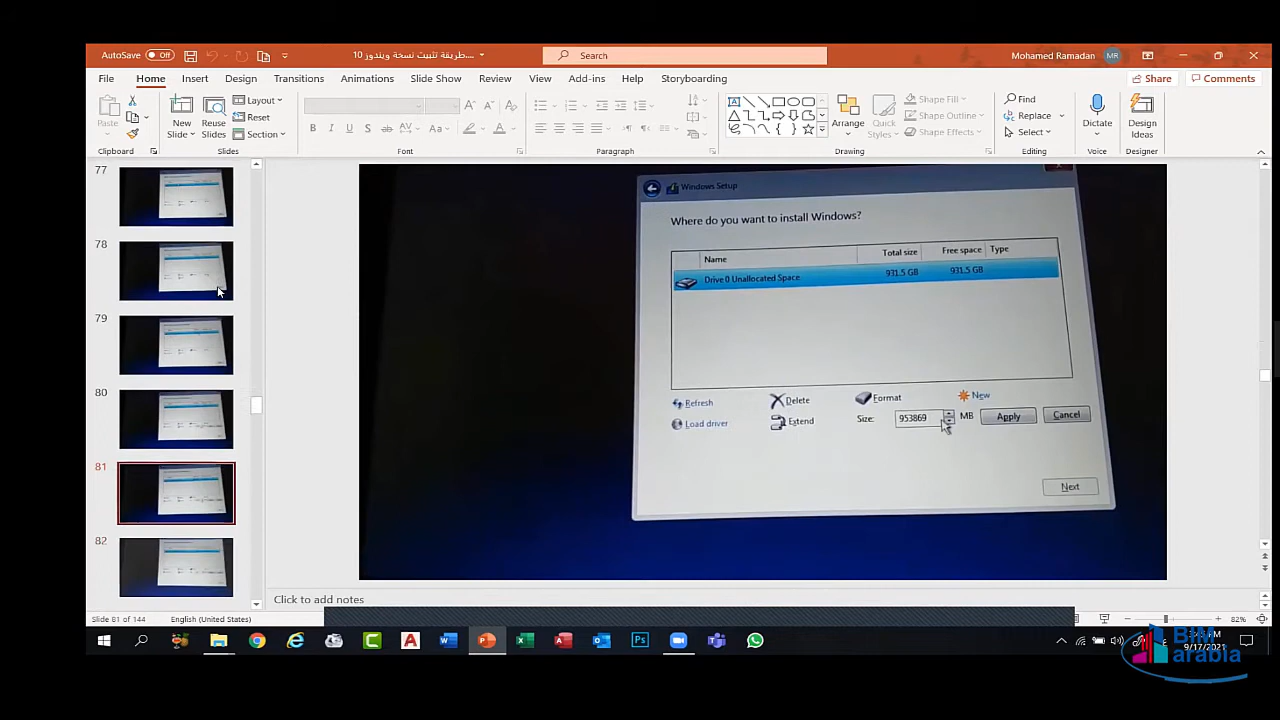 AutoSave Off
طريقة تثبيت نسخة ويندوز 10...
Search
Mohamed Ramadan MR
File Home Insert Design Transitions Animations Slide Show Review View Add-ins Help Storyboarding
Share Comments
Paste
New Slide
Reuse Slides
Layout
Reset
Section
B I U S ab AV Aa A
Shape Fill
Shape Outline
Shape Effects
Arrange
Quick Styles
Find
Replace
Select
Dictate
Design Ideas
Clipboard Slides Font Paragraph Drawing Editing Voice Designer
77
78
79
80
81
82
Windows Setup
Where do you want to install Windows?
Name Total size Free space Type
Drive 0 Unallocated Space 931.5 GB 931.5 GB
Refresh Delete Format New
Load driver Extend Size: 953869 MB Apply Cancel
Next
Click to add notes
Slide 81 of 144 English (United States) 82%
9/17/2021
BIM
arabia